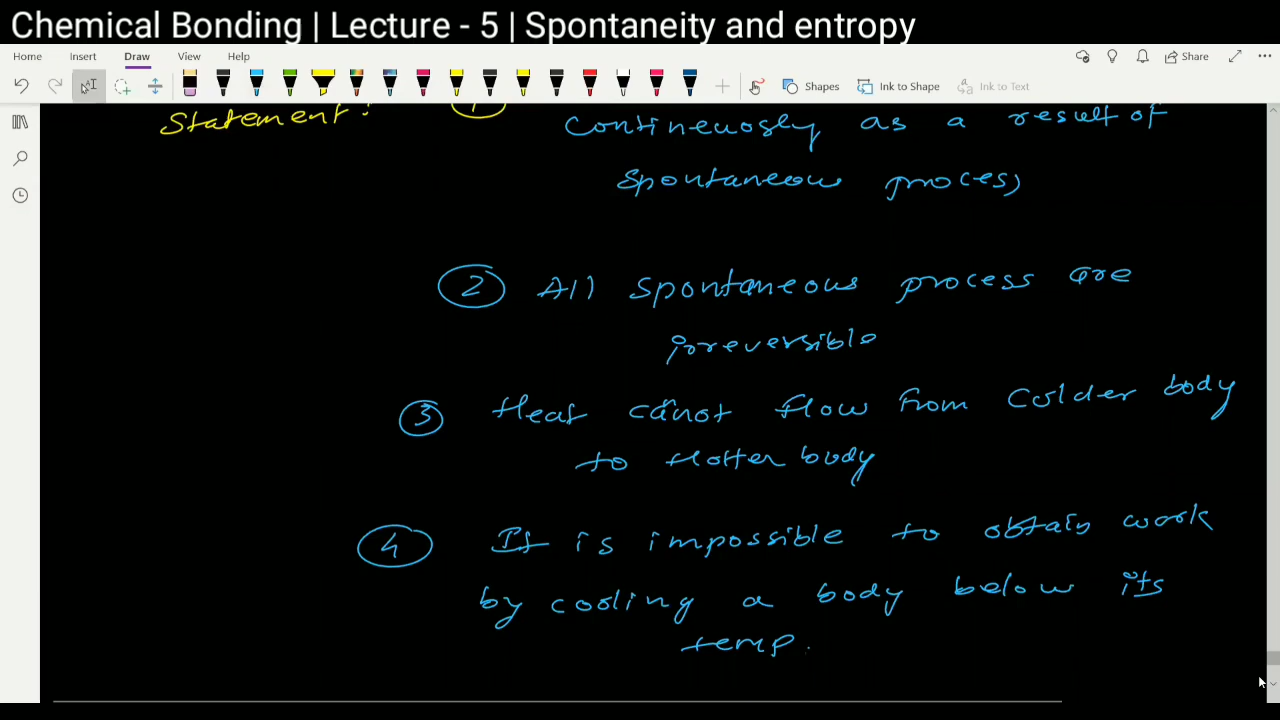 Chemical Bonding | Lecture - 5 | Spontaneity and entropy
Home Insert Draw View Help Share
Shapes Ink to Shape Ink to Text
Statement: 1 Contineuosly as a result of
spontaneous process
2 All spontaneous process are
irreversible
3 Heat cannot flow from colder body
to Hotter body
4 It is impossible to obtain work
by cooling a body below its
temp.